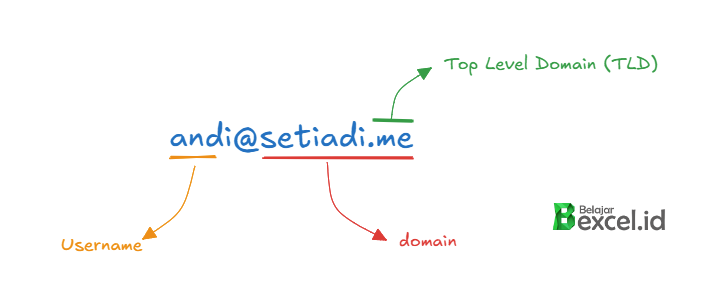 Top Level Domain (TLD)
andi@setiadi.me
Username
domain
Belajar
excel.id